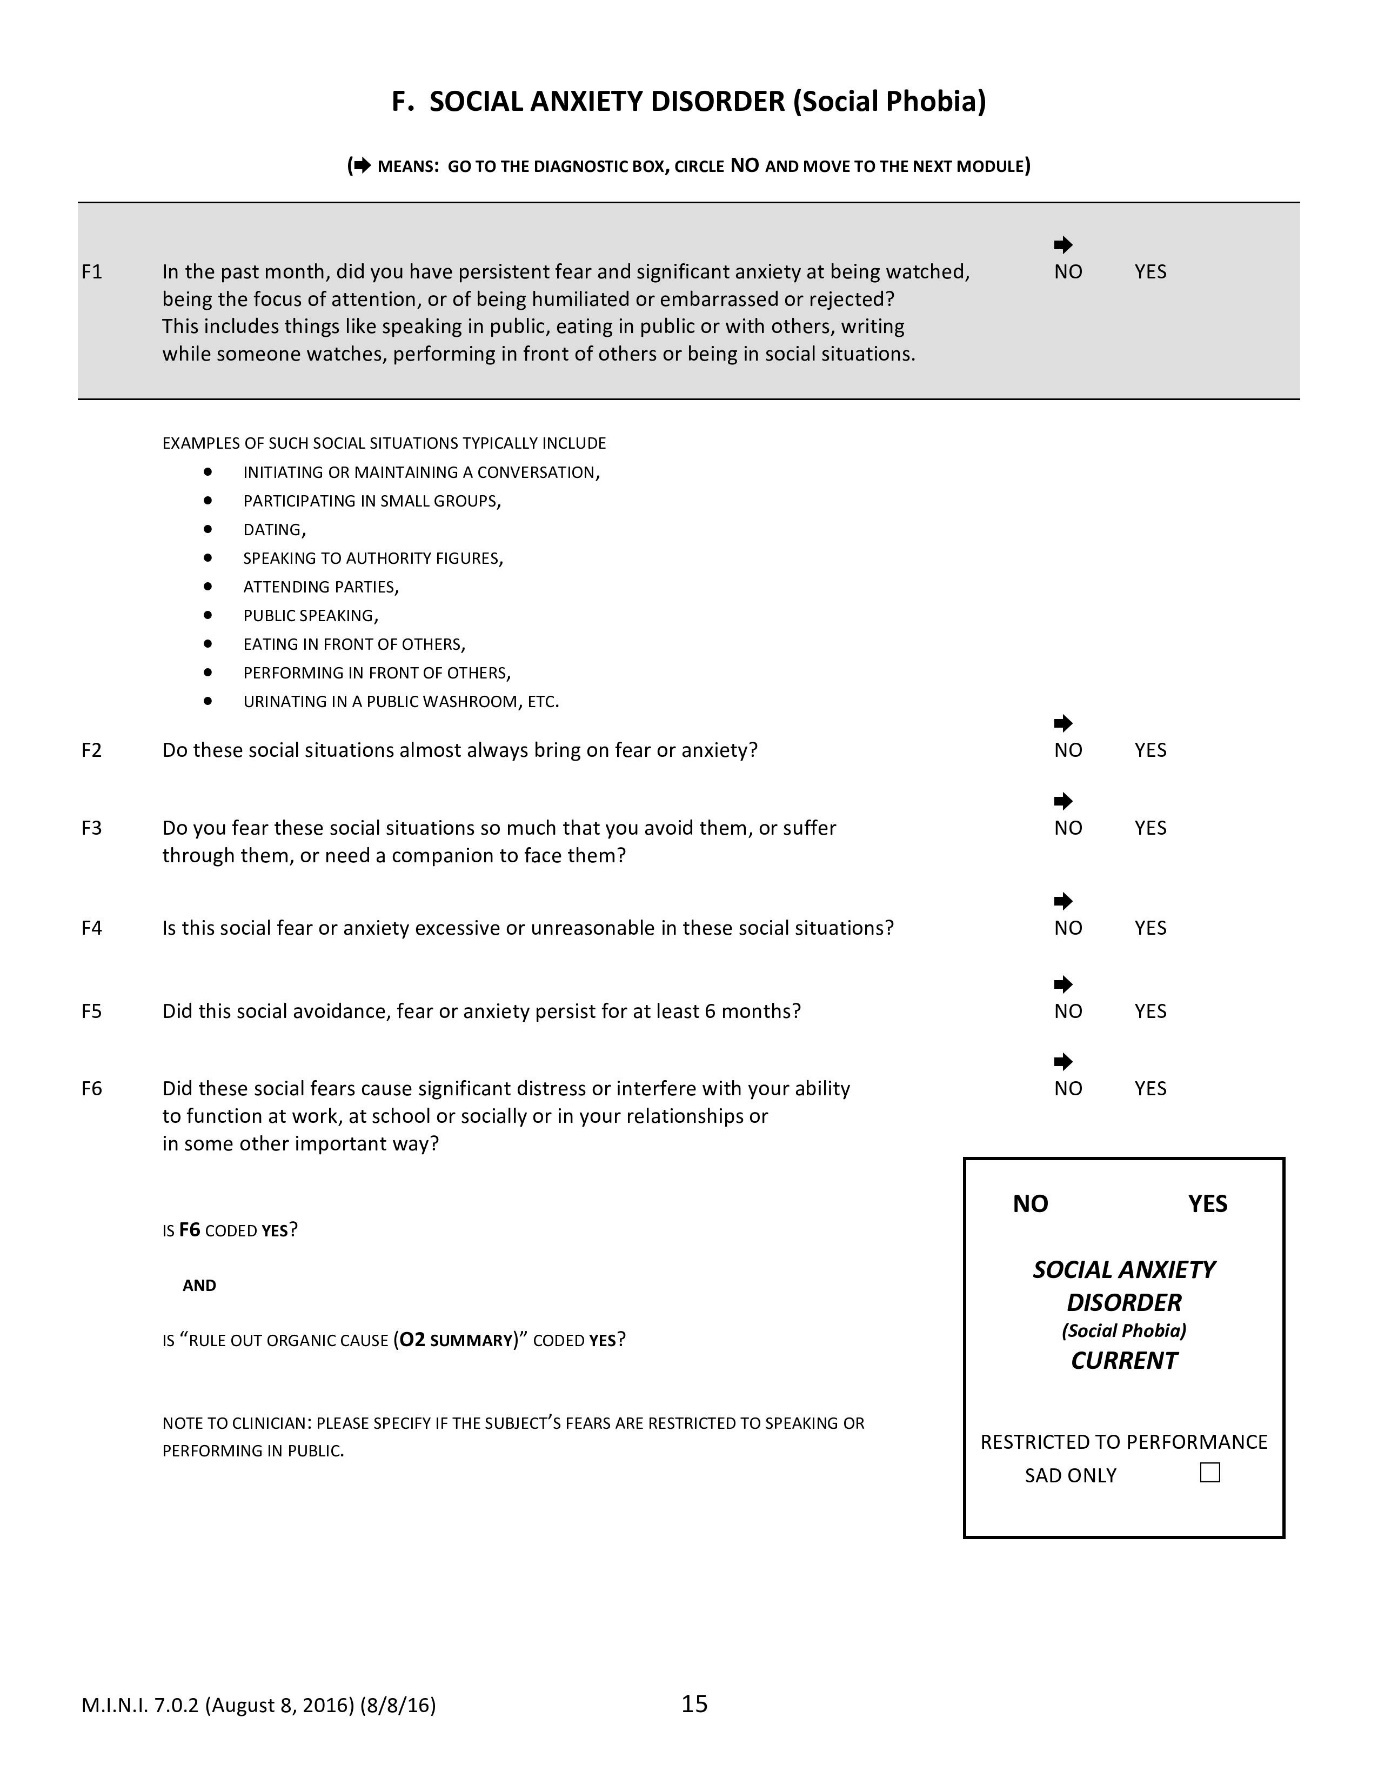 F. SOCIAL ANXIETY DISORDER (Social Phobia)
(➡ MEANS: GO TO THE DIAGNOSTIC BOX, CIRCLE NO AND MOVE TO THE NEXT MODULE)
➡
F1 In the past month, did you have persistent fear and significant anxiety at being watched, NO YES
being the focus of attention, or of being humiliated or embarrassed or rejected?
This includes things like speaking in public, eating in public or with others, writing
while someone watches, performing in front of others or being in social situations.
EXAMPLES OF SUCH SOCIAL SITUATIONS TYPICALLY INCLUDE
• INITIATING OR MAINTAINING A CONVERSATION,
• PARTICIPATING IN SMALL GROUPS,
• DATING,
• SPEAKING TO AUTHORITY FIGURES,
• ATTENDING PARTIES,
• PUBLIC SPEAKING,
• EATING IN FRONT OF OTHERS,
• PERFORMING IN FRONT OF OTHERS,
• URINATING IN A PUBLIC WASHROOM, ETC.
➡
F2 Do these social situations almost always bring on fear or anxiety? NO YES
➡
F3 Do you fear these social situations so much that you avoid them, or suffer NO YES
through them, or need a companion to face them?
➡
F4 Is this social fear or anxiety excessive or unreasonable in these social situations? NO YES
➡
F5 Did this social avoidance, fear or anxiety persist for at least 6 months? NO YES
➡
F6 Did these social fears cause significant distress or interfere with your ability NO YES
to function at work, at school or socially or in your relationships or
in some other important way?
IS F6 CODED YES?
AND
IS “RULE OUT ORGANIC CAUSE (O2 SUMMARY)” CODED YES?
NOTE TO CLINICIAN: PLEASE SPECIFY IF THE SUBJECT’S FEARS ARE RESTRICTED TO SPEAKING OR
PERFORMING IN PUBLIC.
NO YES
SOCIAL ANXIETY
DISORDER
(Social Phobia)
CURRENT
RESTRICTED TO PERFORMANCE
SAD ONLY ☐
M.I.N.I. 7.0.2 (August 8, 2016) (8/8/16) 15